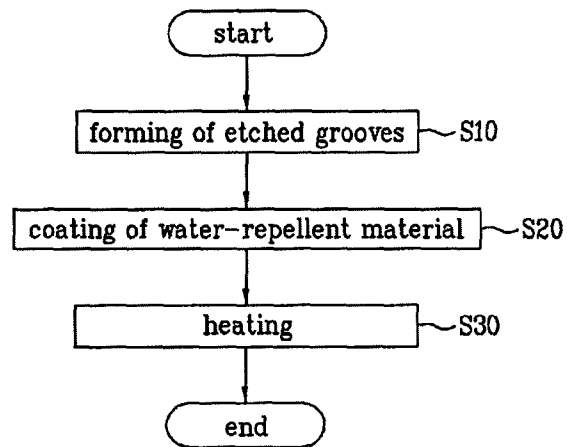 start
forming of etched grooves
S10
coating of water-repellent material
S20
heating
S30
end